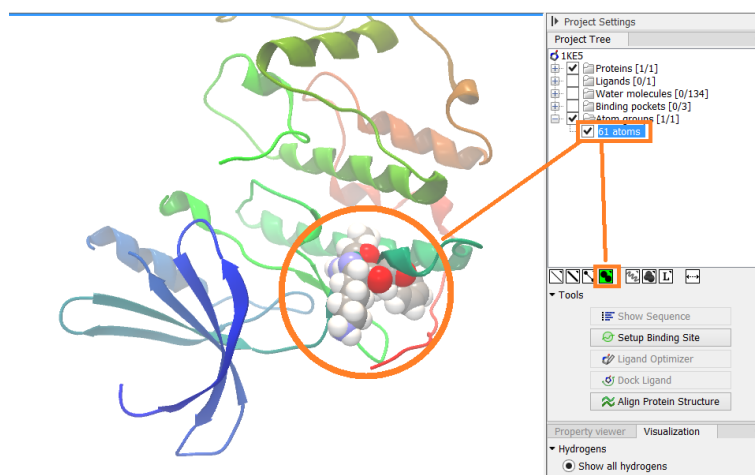 Project Settings
Project Tree
1KE5
Proteins [1/1]
Ligands [0/1]
Water molecules [0/134]
Binding pockets [0/3]
Atom groups [1/1]
61 atoms
L
Tools
Show Sequence
Setup Binding Site
Ligand Optimizer
Dock Ligand
Align Protein Structure
Property viewer Visualization
Hydrogens
Show all hydrogens